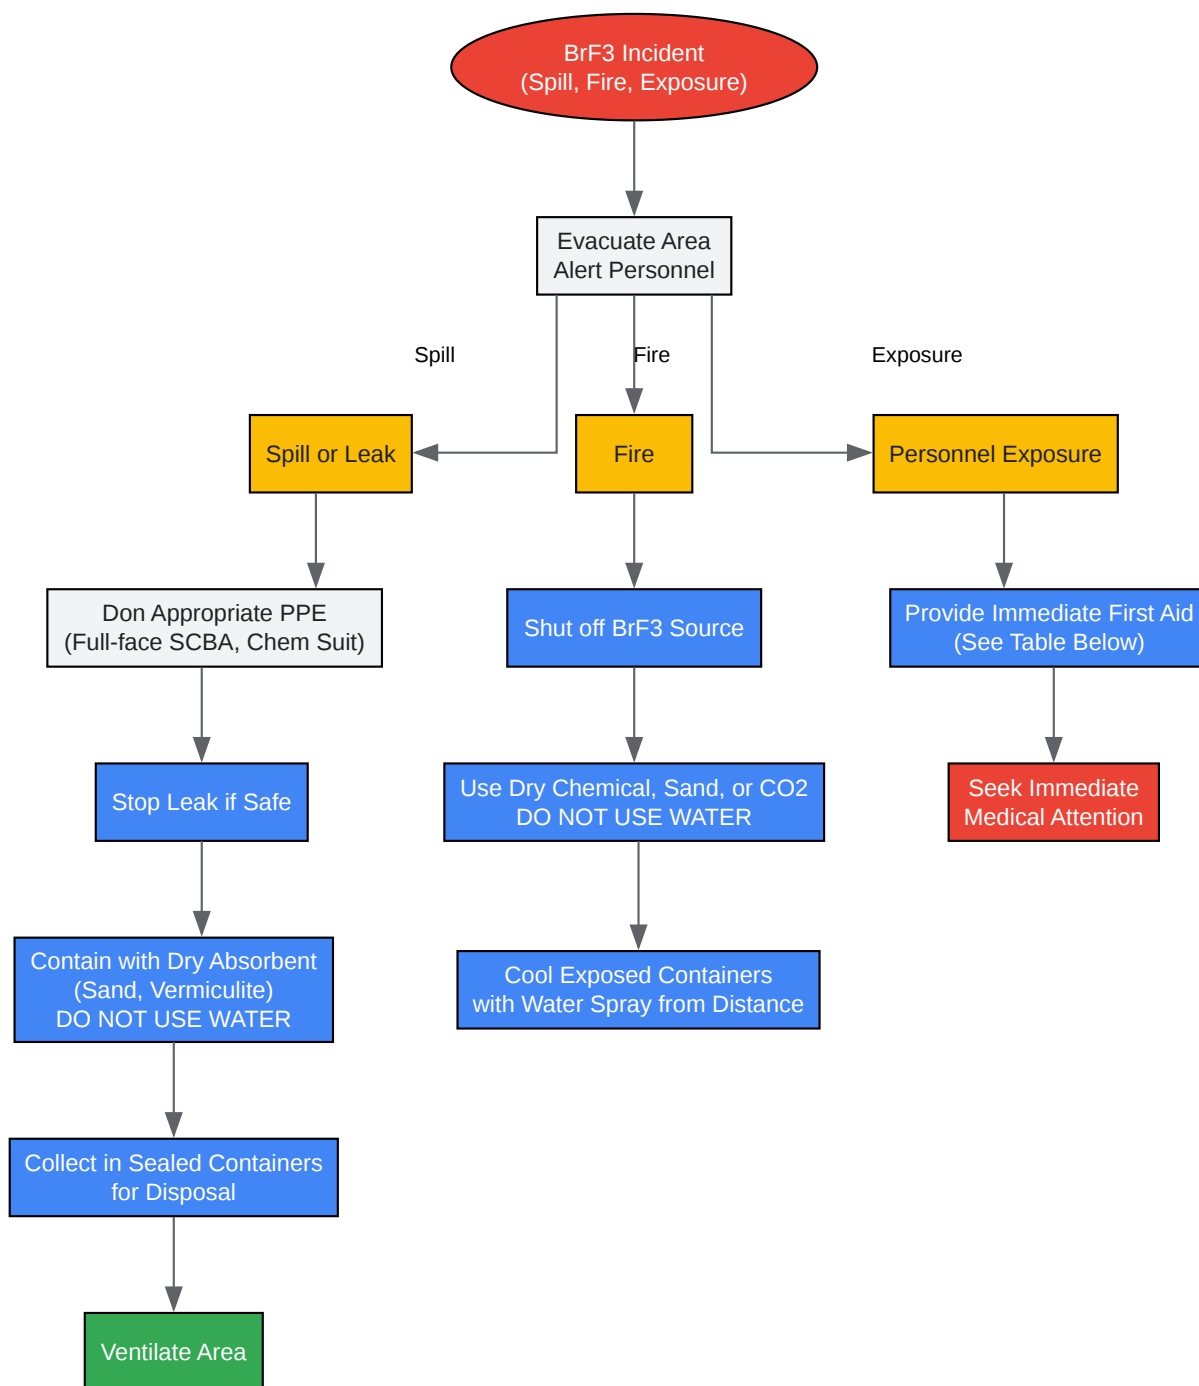 BrF3 Incident
(Spill, Fire, Exposure)
Evacuate Area
Alert Personnel
Spill
Fire
Exposure
Spill or Leak
Fire
Personnel Exposure
Don Appropriate PPE
(Full-face SCBA, Chem Suit)
Shut off BrF3 Source
Provide Immediate First Aid
(See Table Below)
Stop Leak if Safe
Use Dry Chemical, Sand, or CO2
DO NOT USE WATER
Seek Immediate
Medical Attention
Contain with Dry Absorbent
(Sand, Vermiculite)
DO NOT USE WATER
Cool Exposed Containers
with Water Spray from Distance
Collect in Sealed Containers
for Disposal
Ventilate Area